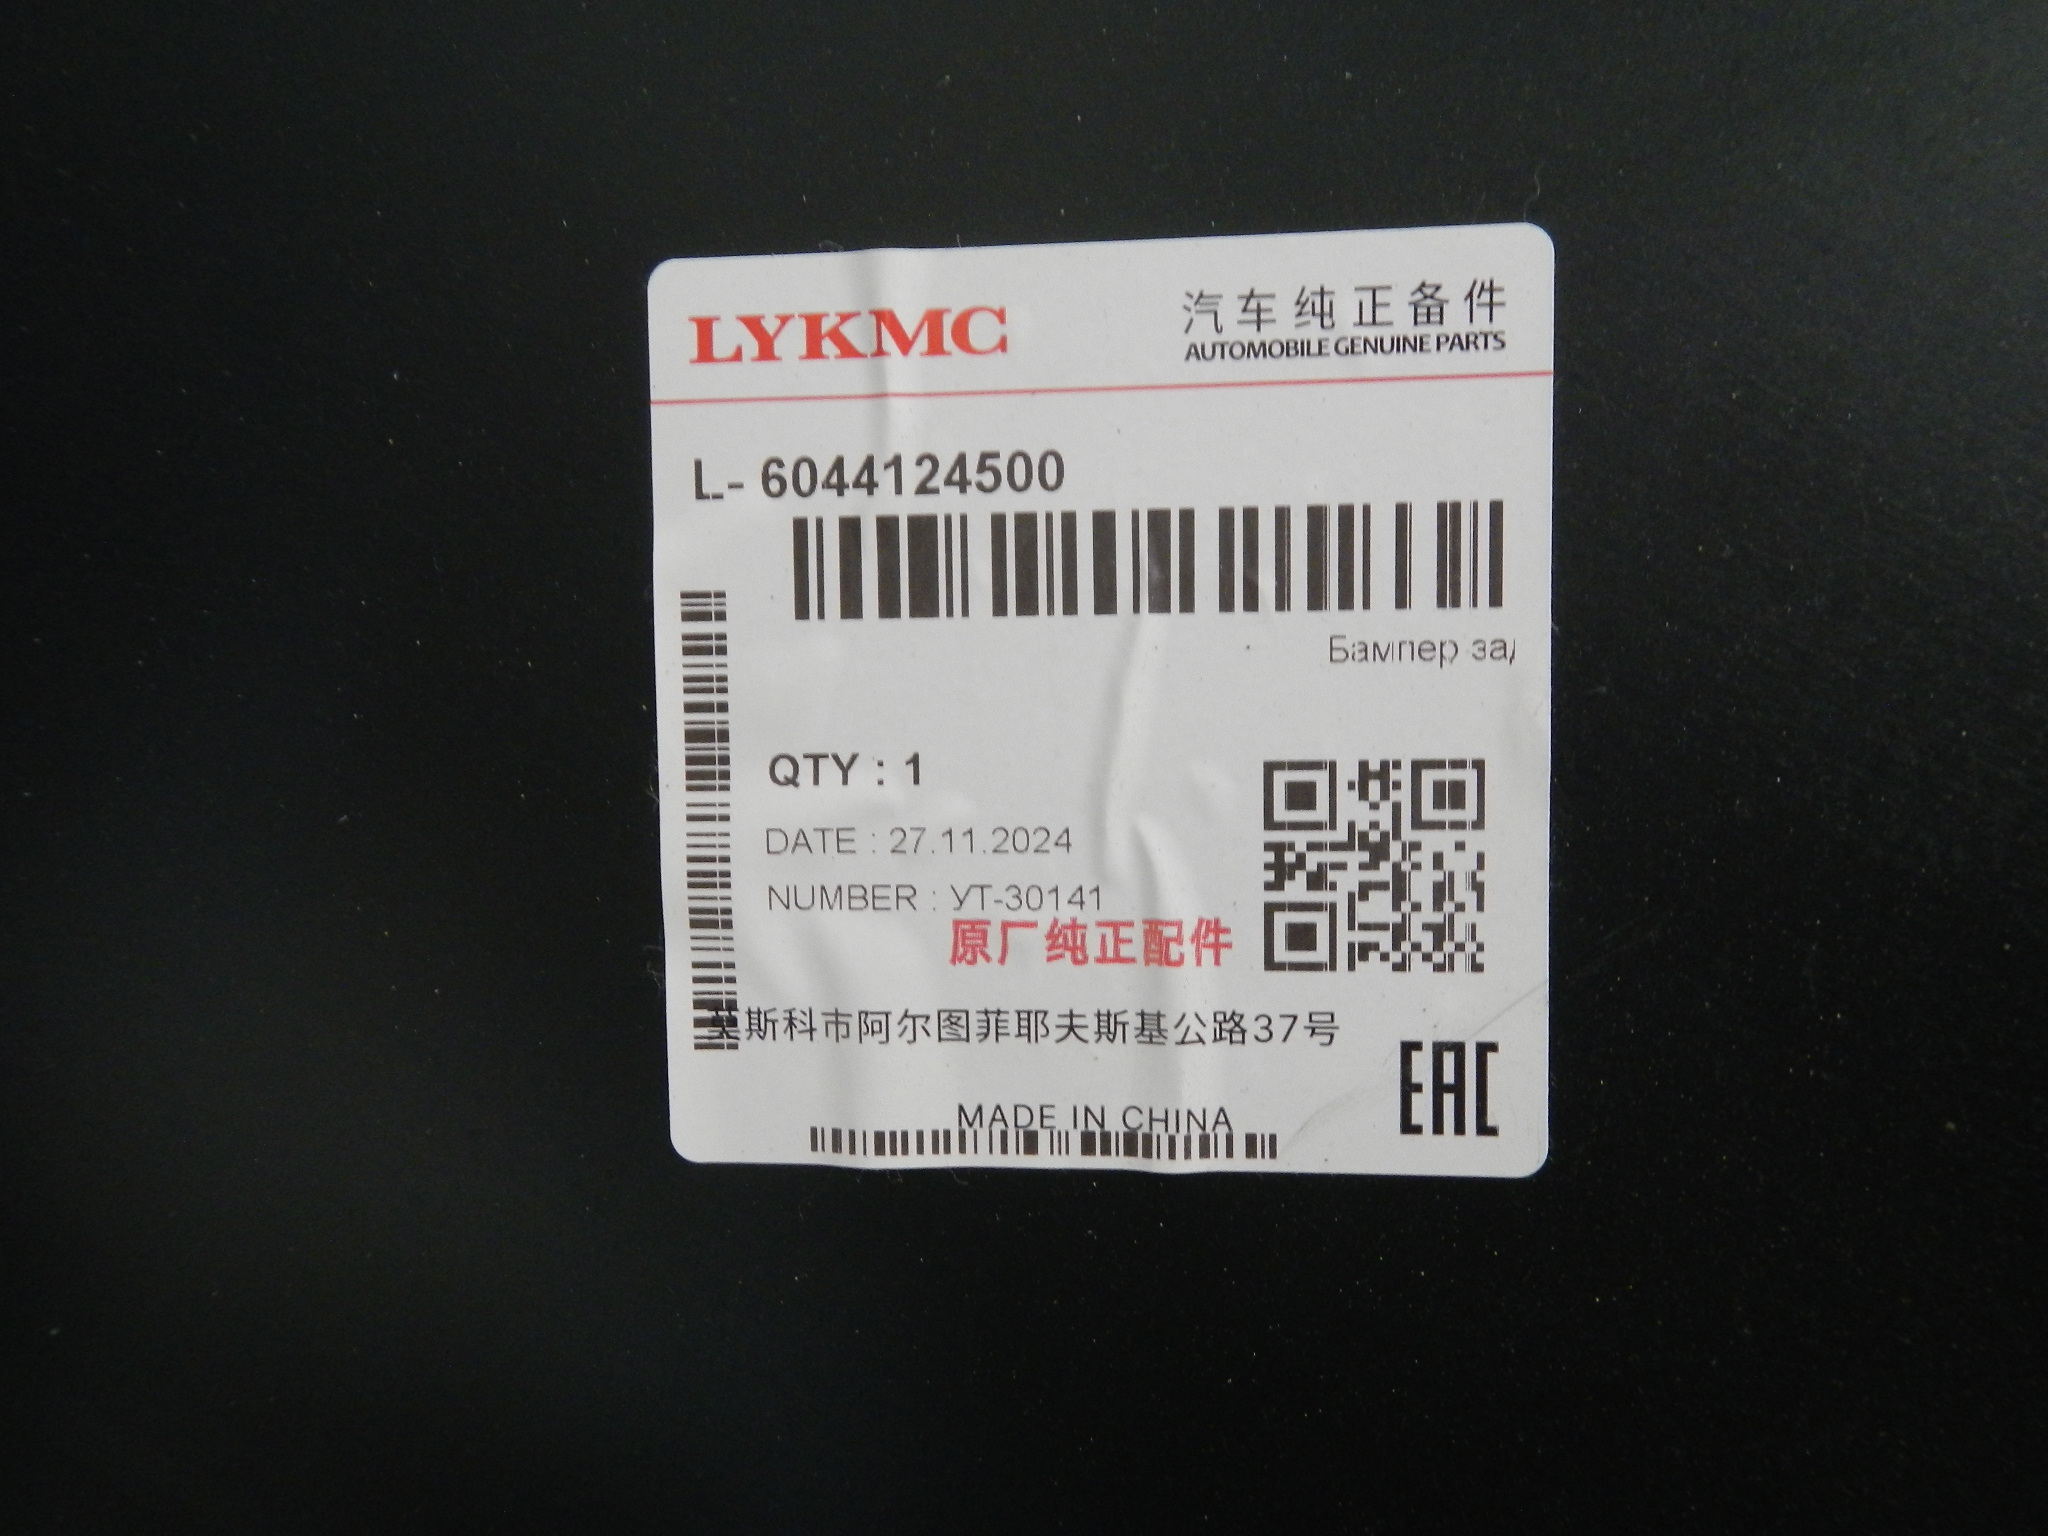 LYKMC
汽车纯正备件
AUTOMOBILE GENUINE PARTS
L- 6044124500
Бампер
QTY : 1
DATE : 27.11.2024
NUMBER : УТ-30141
原厂纯正配件
莫斯科市阿尔图菲耶夫斯基公路37号
EAC
MADE IN CHINA